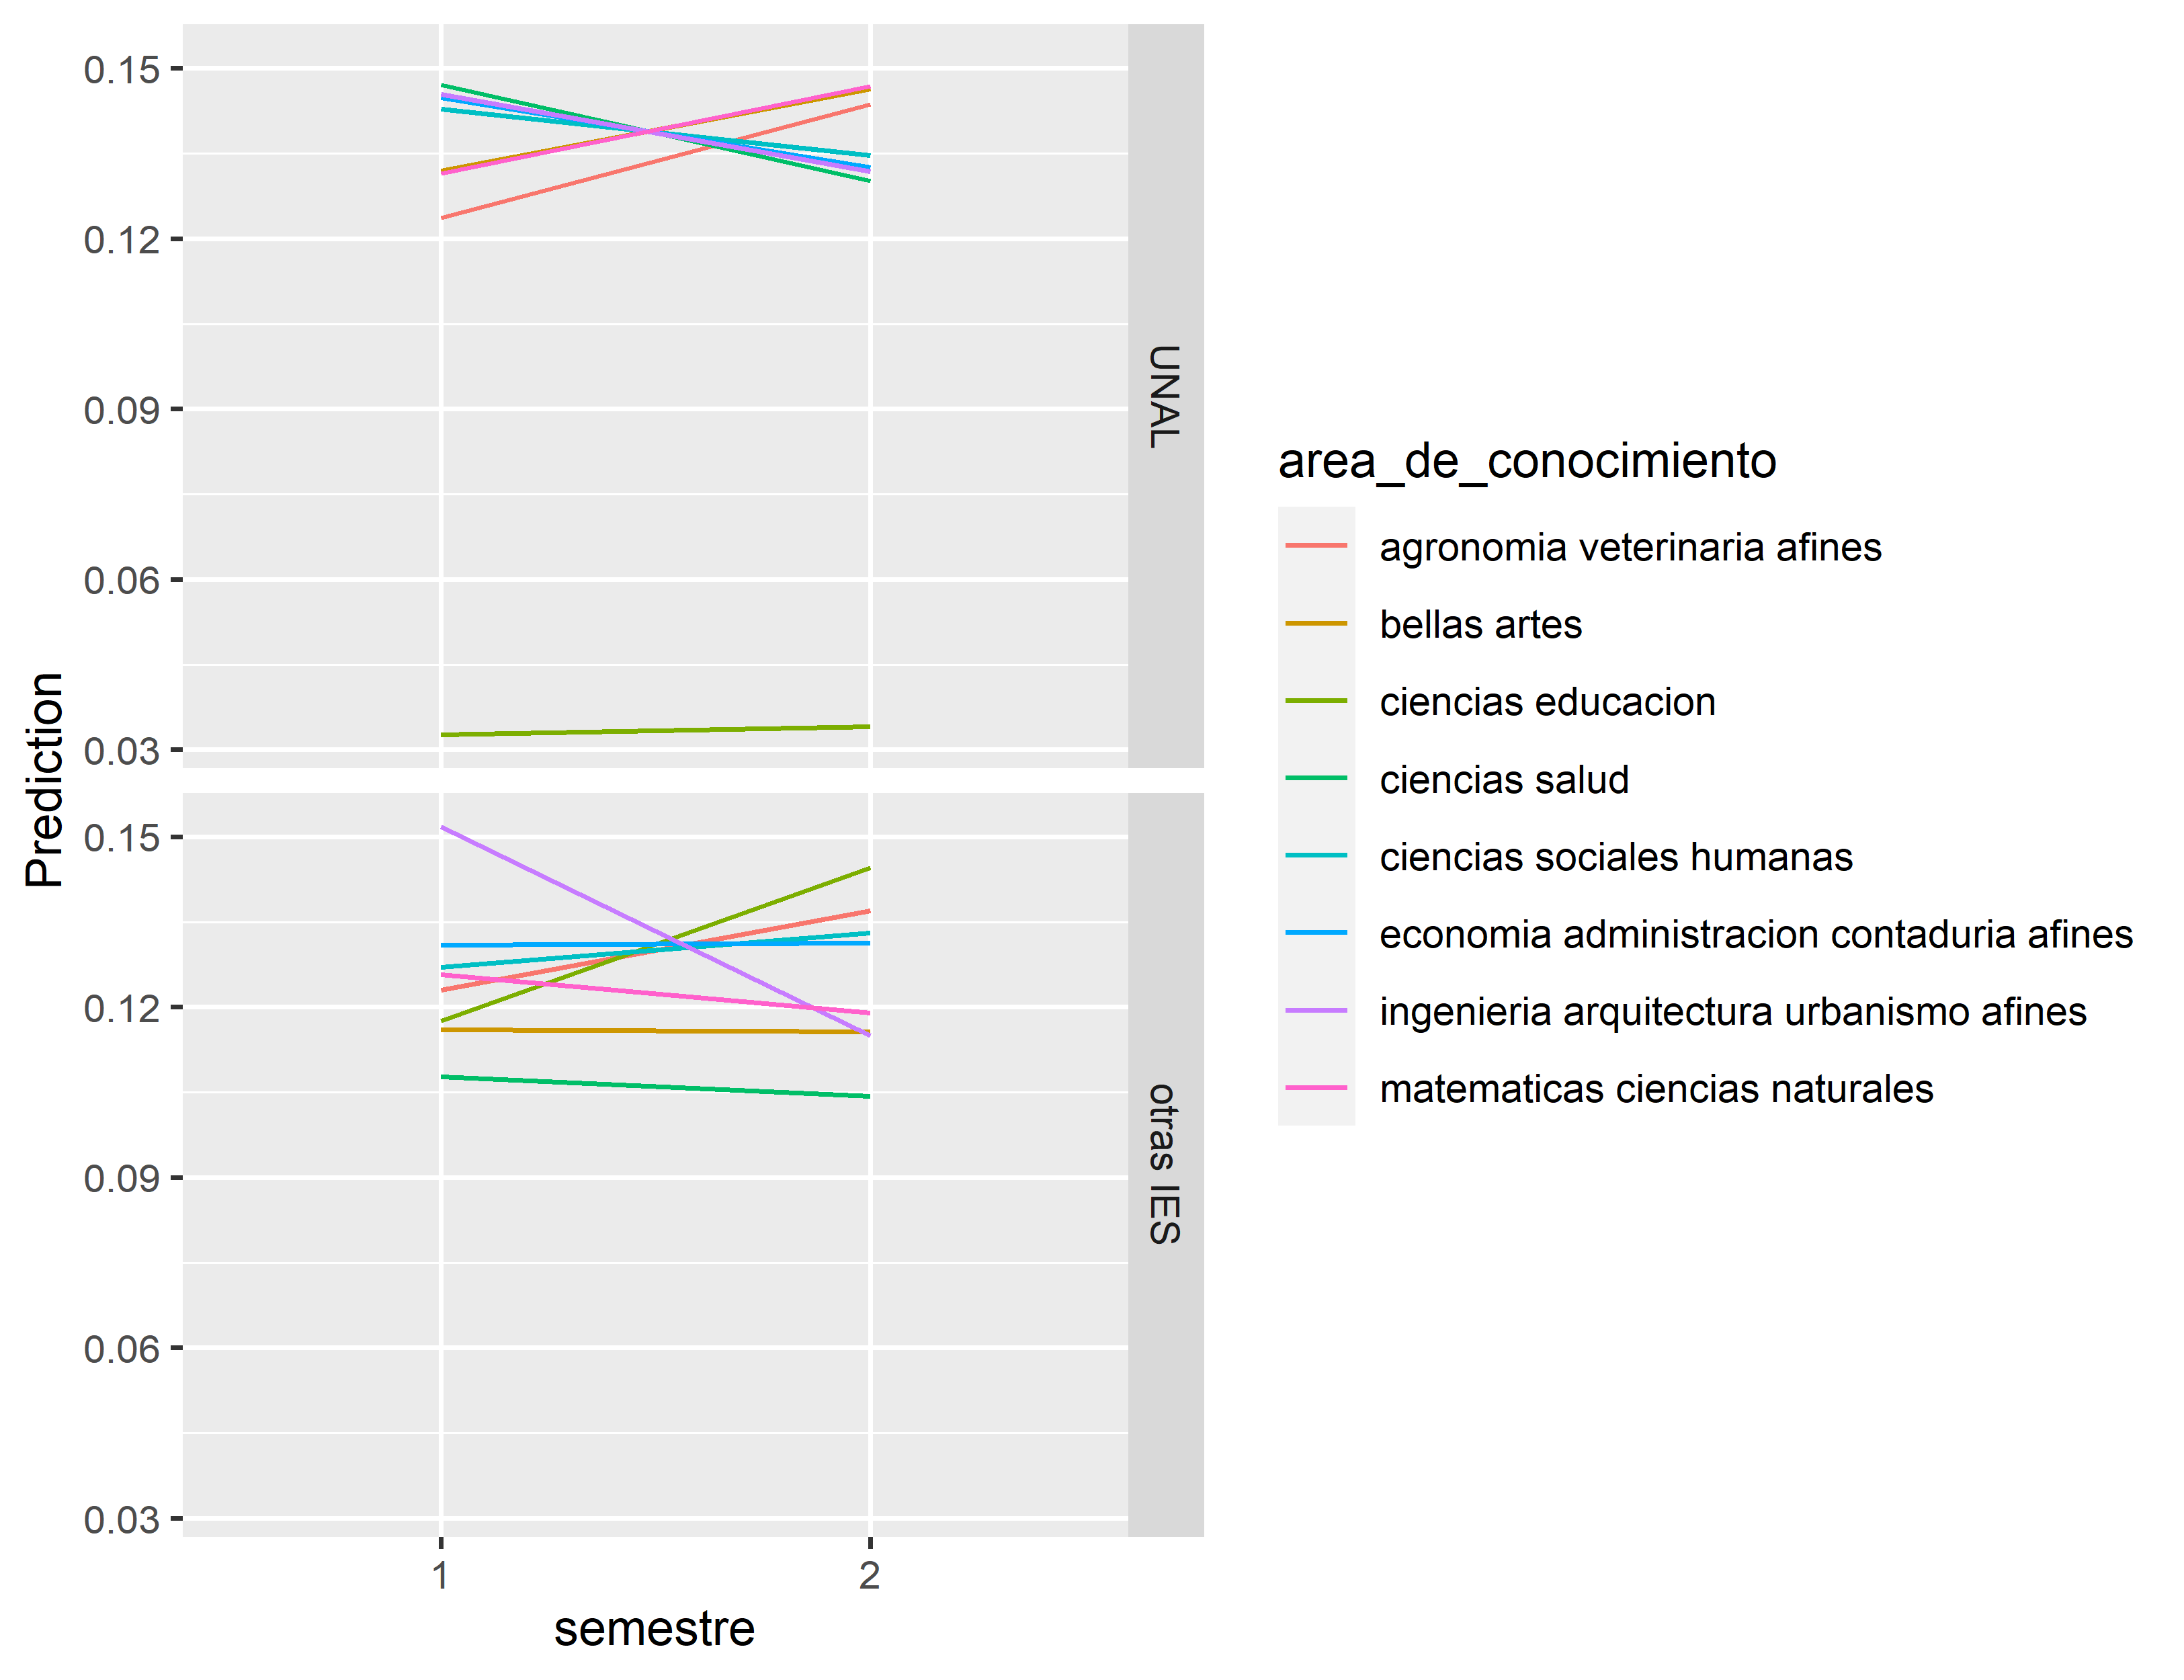 Prediction
0.15
0.12
0.09
0.06
0.03
UNAL
0.15
0.12
0.09
0.06
0.03
otras IES
1
2
semestre
area_de_conocimiento
agronomia veterinaria afines
bellas artes
ciencias educacion
ciencias salud
ciencias sociales humanas
economia administracion contaduria afines
ingenieria arquitectura urbanismo afines
matematicas ciencias naturales